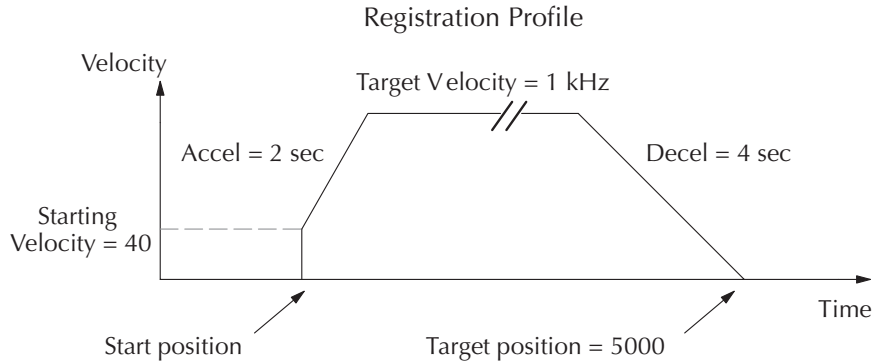 Registration Profile
Velocity
Target Velocity = 1 kHz
Accel = 2 sec
Decel = 4 sec
Starting
Velocity = 40
Time
Start position
Target position = 5000